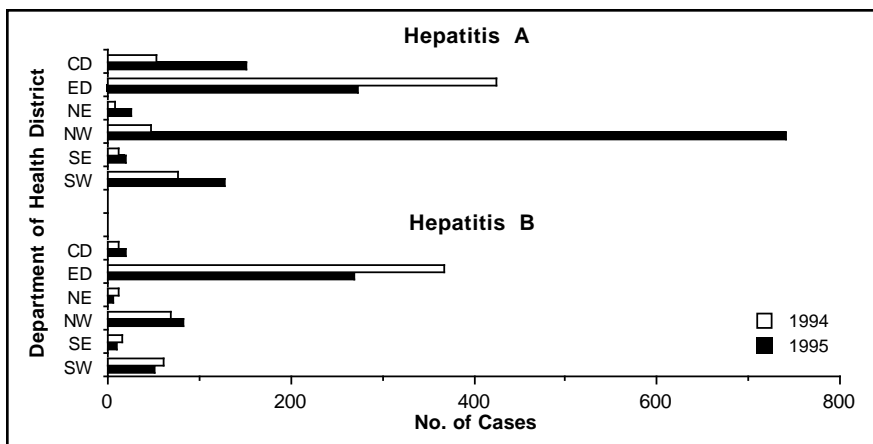 Hepatitis A
Department of Health District
CD
ED
NE
NW
SE
SW
Hepatitis B
CD
ED
NE
NW
SE
SW
1994
1995
0 200 400 600 800
No. of Cases